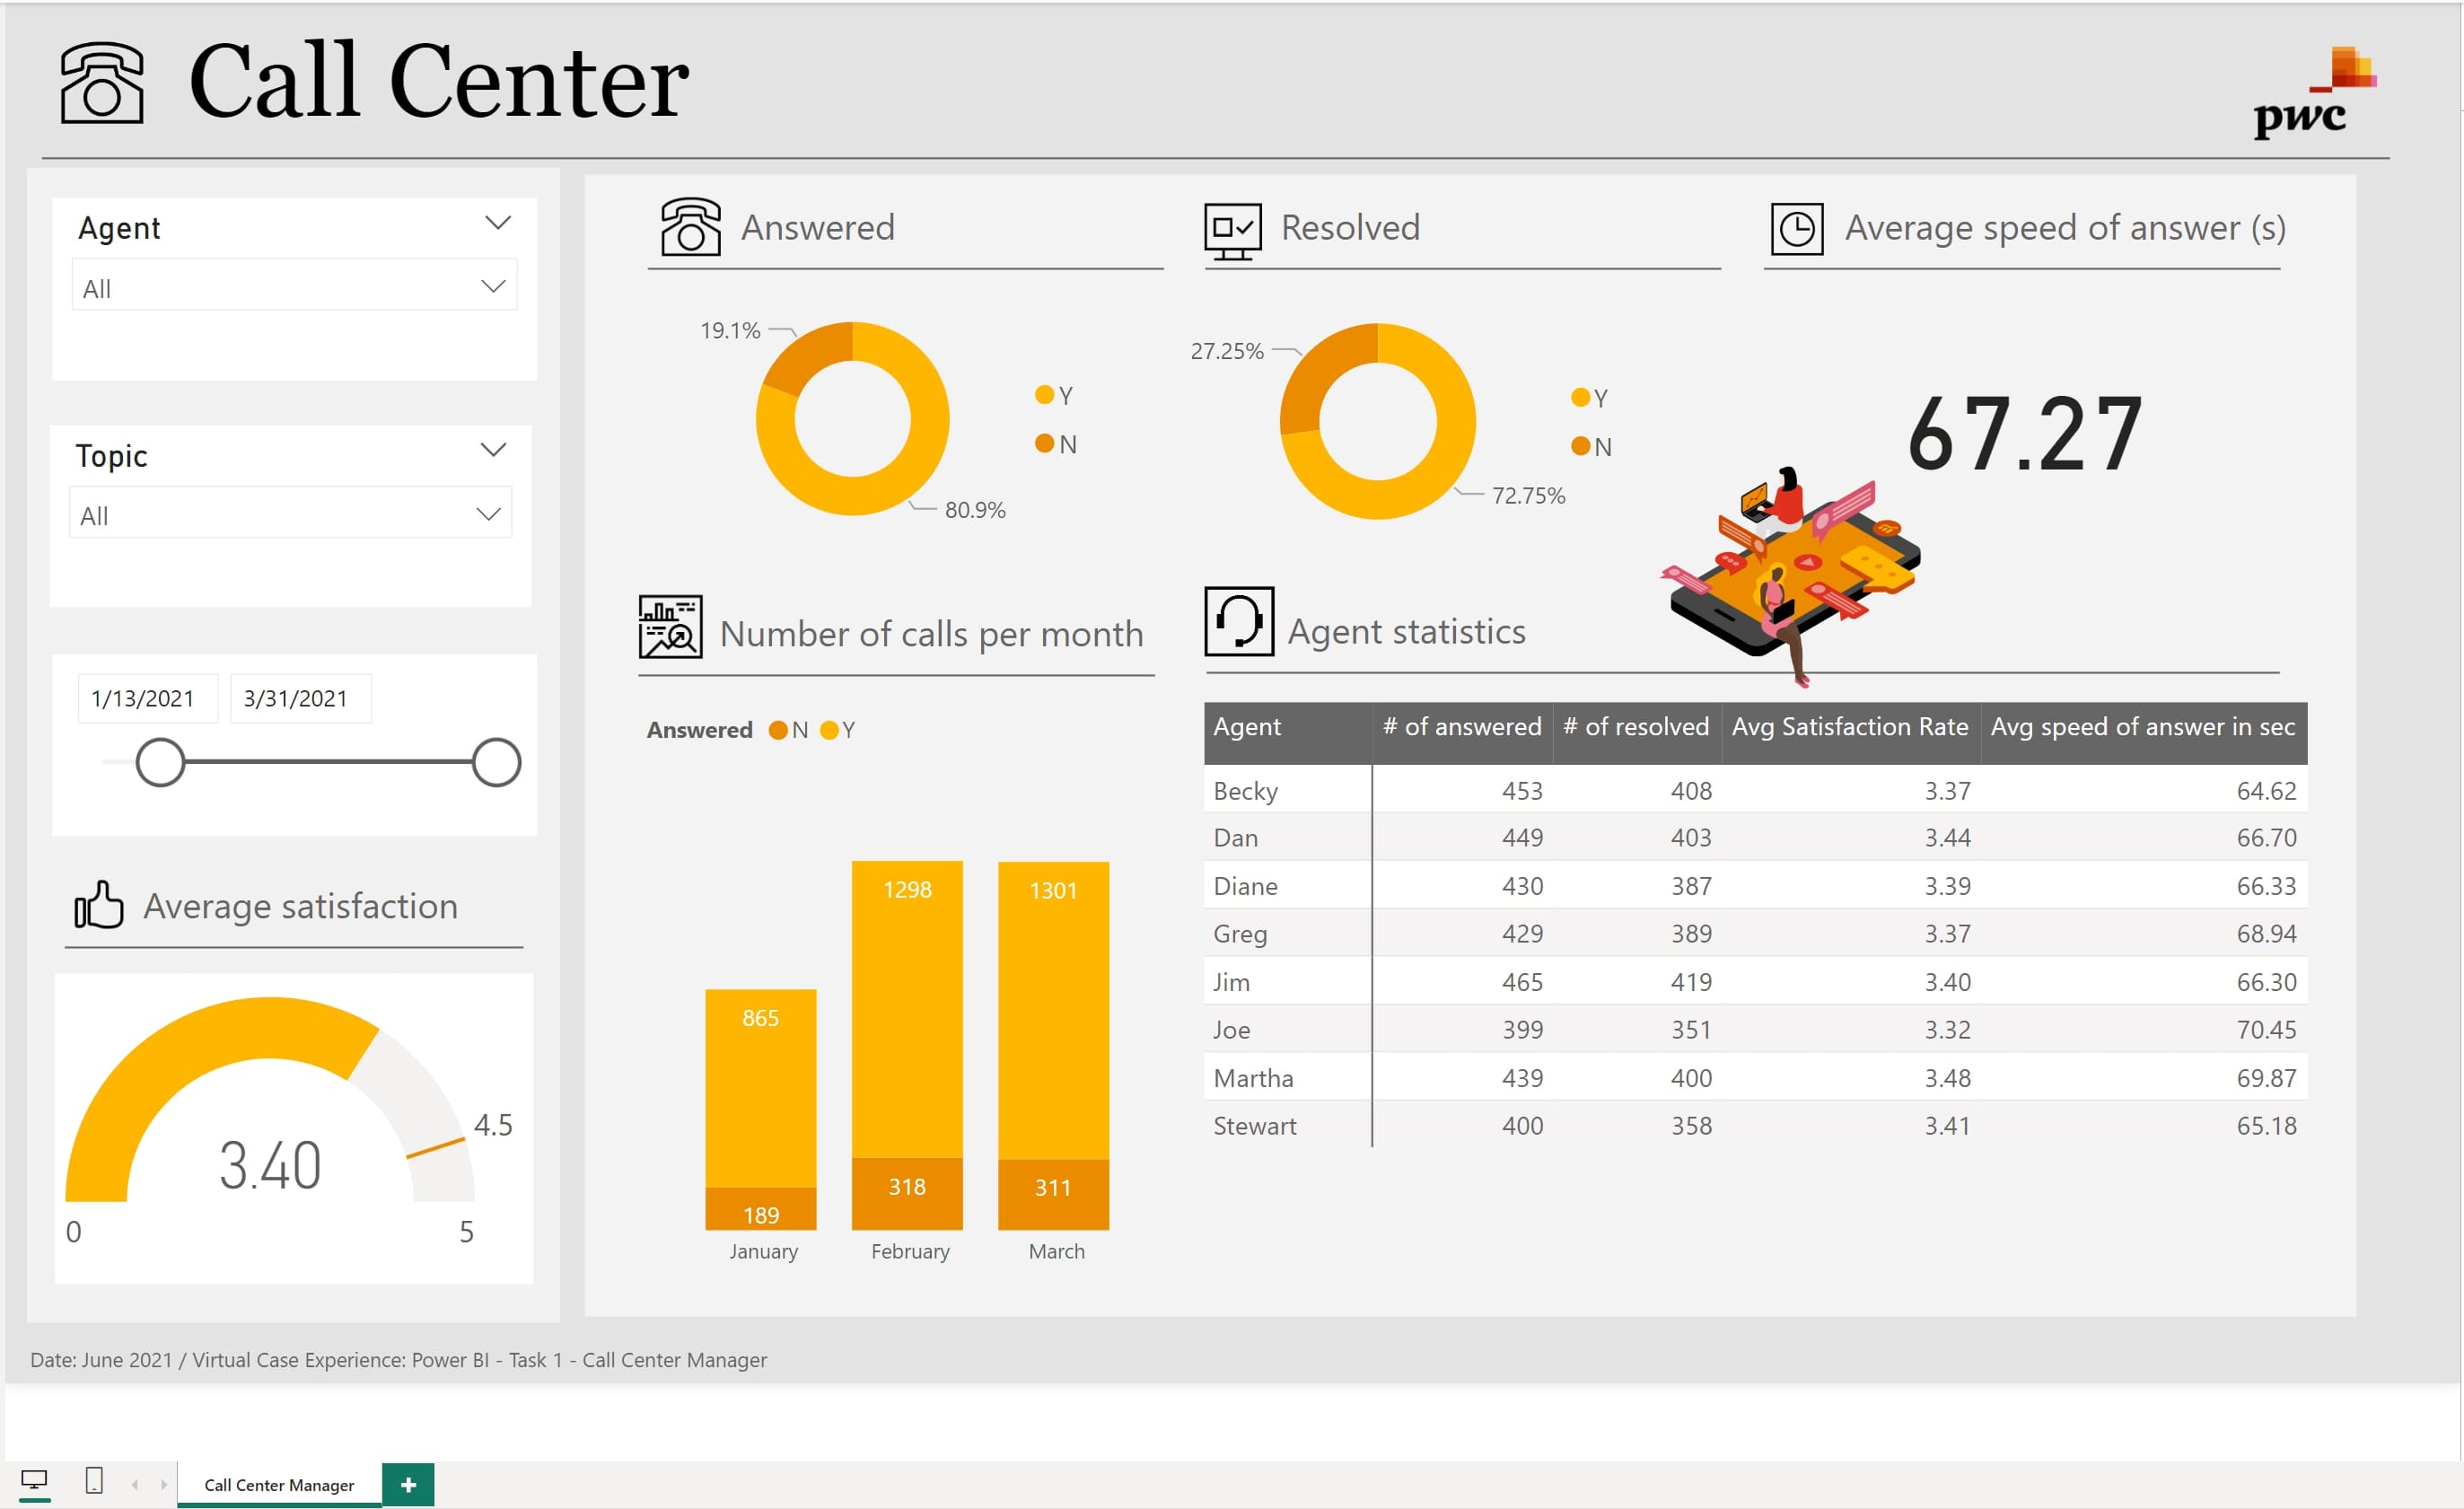 Call Center
pwc
Agent
All
Topic
All
1/13/2021 3/31/2021
Average satisfaction
4.5
3.40
0 5
Answered
19.1%
Y
N
80.9%
Resolved
27.25%
Y
N
72.75%
Average speed of answer (s)
67.27
Number of calls per month
Answered N Y
1298 1301
865
318 311
189
January February March
Agent statistics
Agent # of answered # of resolved Avg Satisfaction Rate Avg speed of answer in sec
Becky 453 408 3.37 64.62
Dan 449 403 3.44 66.70
Diane 430 387 3.39 66.33
Greg 429 389 3.37 68.94
Jim 465 419 3.40 66.30
Joe 399 351 3.32 70.45
Martha 439 400 3.48 69.87
Stewart 400 358 3.41 65.18
Date: June 2021 / Virtual Case Experience: Power BI - Task 1 - Call Center Manager
Call Center Manager +